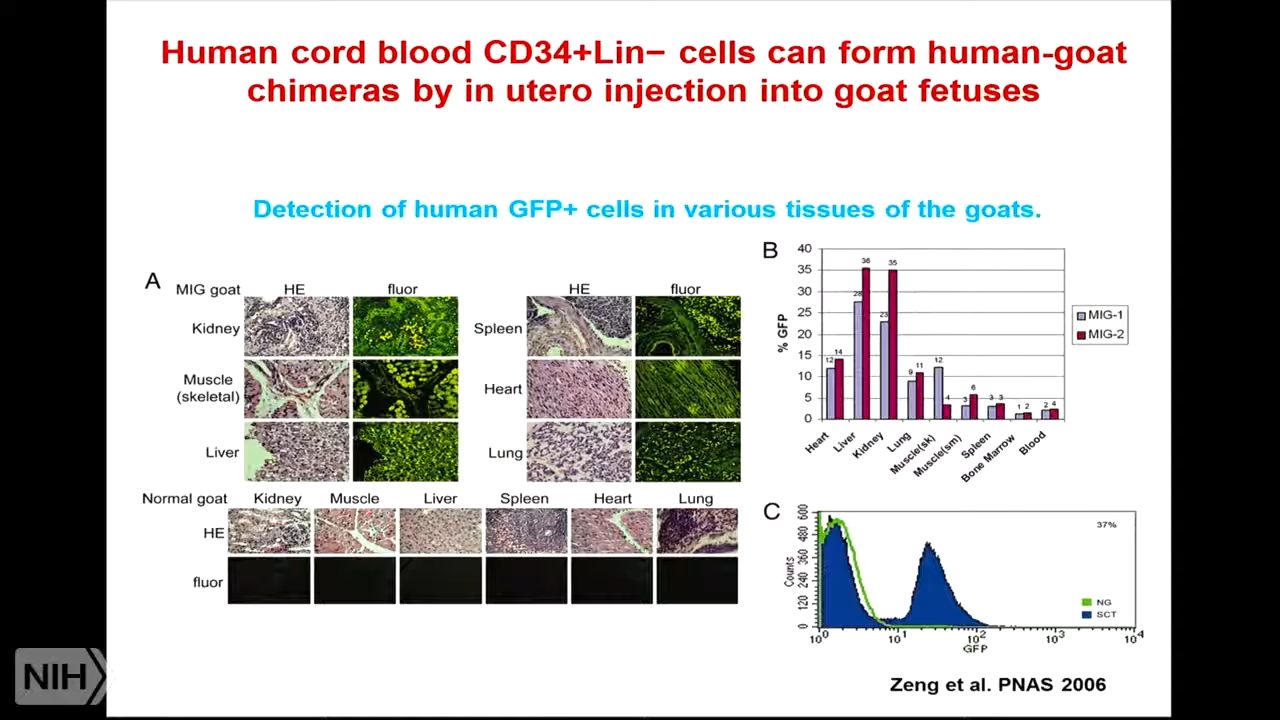 Human cord blood CD34+Lin− cells can form human-goat
chimeras by in utero injection into goat fetuses
Detection of human GFP+ cells in various tissues of the goats.
A
MIG goat HE fluor HE fluor
Kidney Spleen
Muscle
(skeletal)
Heart
Liver Lung
Normal goat Kidney Muscle Liver Spleen Heart Lung
HE
fluor
B
% GFP
40
35
30
25
20
15
10
5
0
12 14 28 36 23 35 9 11 12 4 3 6 3 3 1 2 2 4
Heart Liver Kidney Lung Muscle(sk) Muscle(sm) Spleen Bone Marrow Blood
MIG-1
MIG-2
C
Counts
600
480
360
240
120
0
37%
NG
SCT
10⁰ 10¹ 10² 10³ 10⁴
GFP
Zeng et al. PNAS 2006
NIH